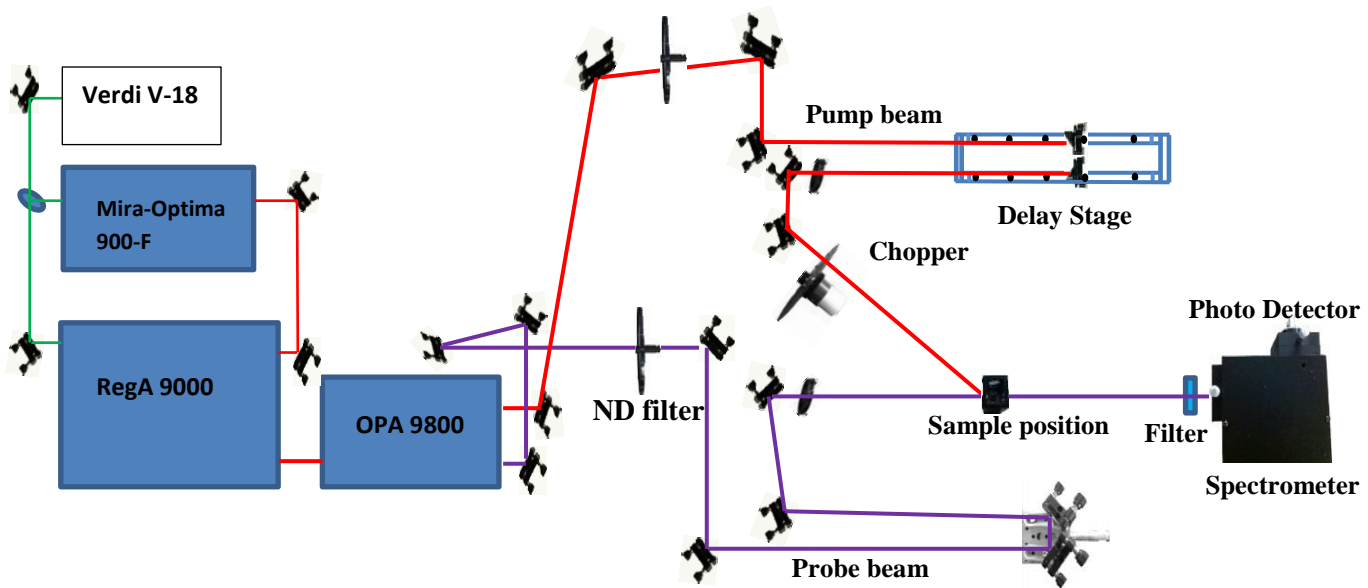 Verdi V-18
Mira-Optima
900-F
RegA 9000
OPA 9800
Pump beam
Delay Stage
Chopper
ND filter
Sample position
Photo Detector
Filter
Spectrometer
Probe beam